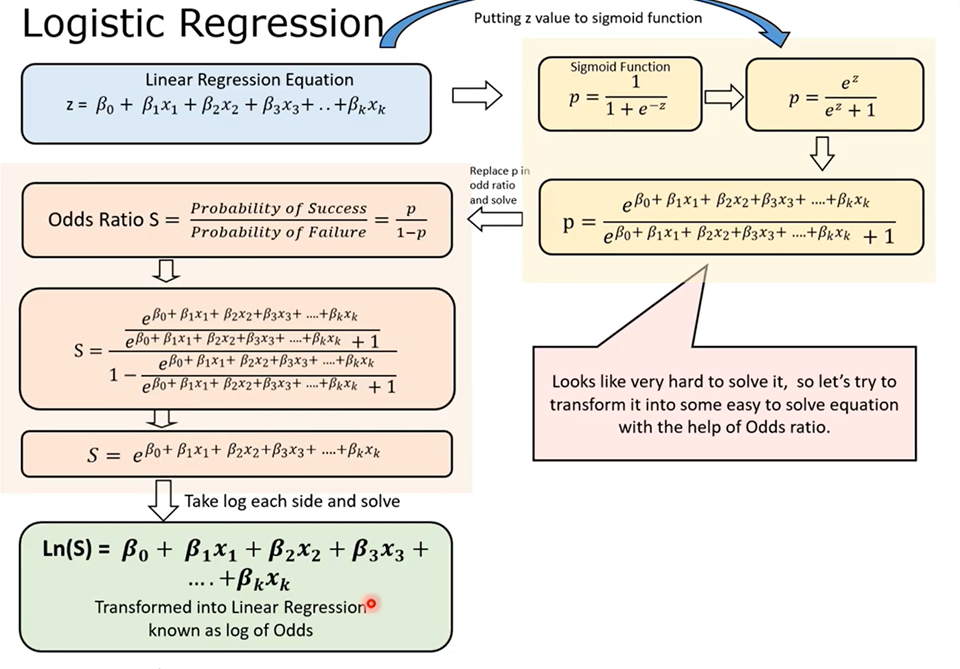 Logistic Regression
Putting z value to sigmoid function
Linear Regression Equation
z = β₀ + β₁x₁ + β₂x₂ + β₃x₃+ . . +βₖxₖ
Sigmoid Function
p = 1 / (1 + e^(−z))
p = e^z / (e^z + 1)
Replace p in
odd ratio
and solve
p = e^(β₀+ β₁x₁+ β₂x₂+β₃x₃+ ....+βₖxₖ) / (e^(β₀+ β₁x₁+ β₂x₂+β₃x₃+ ....+βₖxₖ) + 1)
Odds Ratio S = Probability of Success / Probability of Failure = p / (1−p)
S = (e^(β₀+ β₁x₁+ β₂x₂+β₃x₃+ ....+βₖxₖ) / (e^(β₀+ β₁x₁+ β₂x₂+β₃x₃+ ....+βₖxₖ) + 1)) / (1 − e^(β₀+ β₁x₁+ β₂x₂+β₃x₃+ ....+βₖxₖ) / (e^(β₀+ β₁x₁+ β₂x₂+β₃x₃+ ....+βₖxₖ) + 1))
S = e^(β₀+ β₁x₁+ β₂x₂+β₃x₃+ ....+βₖxₖ)
Looks like very hard to solve it, so let's try to
transform it into some easy to solve equation
with the help of Odds ratio.
Take log each side and solve
Ln(S) = β₀ + β₁x₁ + β₂x₂ + β₃x₃ +
.... +βₖxₖ
Transformed into Linear Regression
known as log of Odds